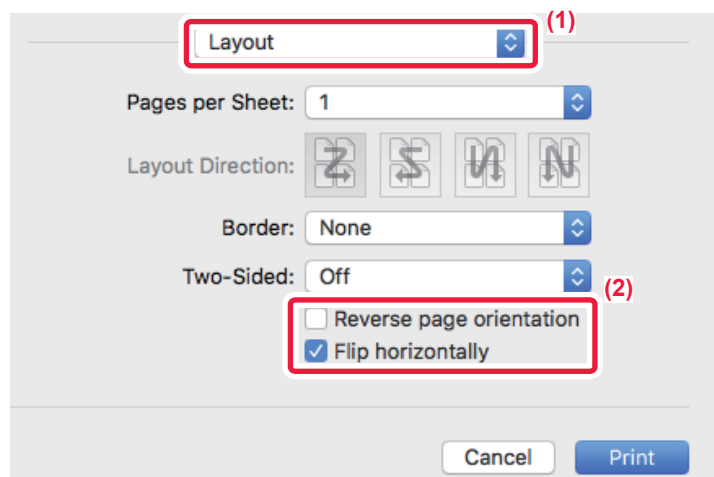 (1)
Layout
Pages per Sheet: 1
Layout Direction:
Border: None
Two-Sided: Off
(2)
Reverse page orientation
Flip horizontally
Cancel Print